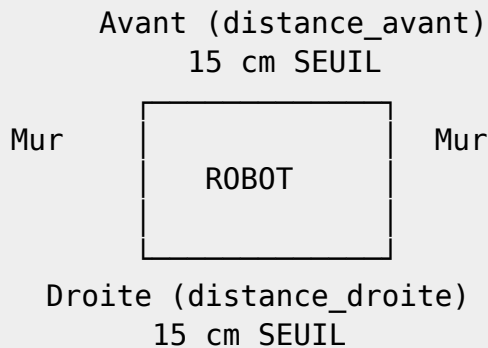 Avant (distance_avant)
15 cm SEUIL
Mur Mur
ROBOT
Droite (distance_droite)
15 cm SEUIL